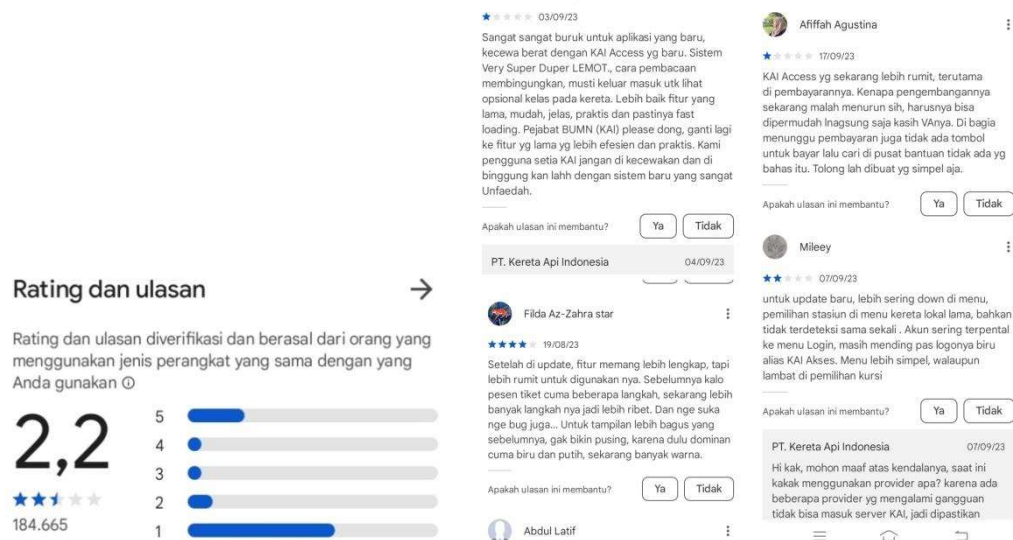 Rating dan ulasan
Rating dan ulasan diverifikasi dan berasal dari orang yang
menggunakan jenis perangkat yang sama dengan yang
Anda gunakan
2,2
184.665
5
4
3
2
1
03/09/23
Sangat sangat buruk untuk aplikasi yang baru,
kecewa berat dengan KAI Access yg baru. Sistem
Very Super Duper LEMOT., cara pembacaan
membingungkan, musti keluar masuk utk lihat
opsional kelas pada kereta. Lebih baik fitur yang
lama, mudah, jelas, praktis dan pastinya fast
loading. Pejabat BUMN (KAI) please dong, ganti lagi
ke fitur yg lama yg lebih efesien dan praktis. Kami
pengguna setia KAI jangan di kecewakan dan di
binggung kan lahh dengan sistem baru yang sangat
Unfaedah.
Apakah ulasan ini membantu?
Ya
Tidak
PT. Kereta Api Indonesia
04/09/23
Filda Az-Zahra star
19/08/23
Setelah di update, fitur memang lebih lengkap, tapi
lebih rumit untuk digunakan nya. Sebelumnya kalo
pesen tiket cuma beberapa langkah, sekarang lebih
banyak langkah nya jadi lebih ribet. Dan nge suka
nge bug juga... Untuk tampilan lebih bagus yang
sebelumnya, gak bikin pusing, karena dulu dominan
cuma biru dan putih, sekarang banyak warna.
Apakah ulasan ini membantu?
Ya
Tidak
Abdul Latif
Afiffah Agustina
17/09/23
KAI Access yg sekarang lebih rumit, terutama
di pembayarannya. Kenapa pengembangannya
sekarang malah menurun sih, harusnya bisa
dipermudah lnagsung saja kasih VAnya. Di bagia
menunggu pembayaran juga tidak ada tombol
untuk bayar lalu cari di pusat bantuan tidak ada yg
bahas itu. Tolong lah dibuat yg simpel aja.
Apakah ulasan ini membantu?
Ya
Tidak
Mileey
07/09/23
untuk update baru, lebih sering down di menu,
pemilihan stasiun di menu kereta lokal lama, bahkan
tidak terdeteksi sama sekali . Akun sering terpental
ke menu Login, masih mending pas logonya biru
alias KAI Akses. Menu lebih simpel, walaupun
lambat di pemilihan kursi
Apakah ulasan ini membantu?
Ya
Tidak
PT. Kereta Api Indonesia
07/09/23
Hi kak, mohon maaf atas kendalanya, saat ini
kakak menggunakan provider apa? karena ada
beberapa provider yg mengalami gangguan
tidak bisa masuk server KAI, jadi dipastikan